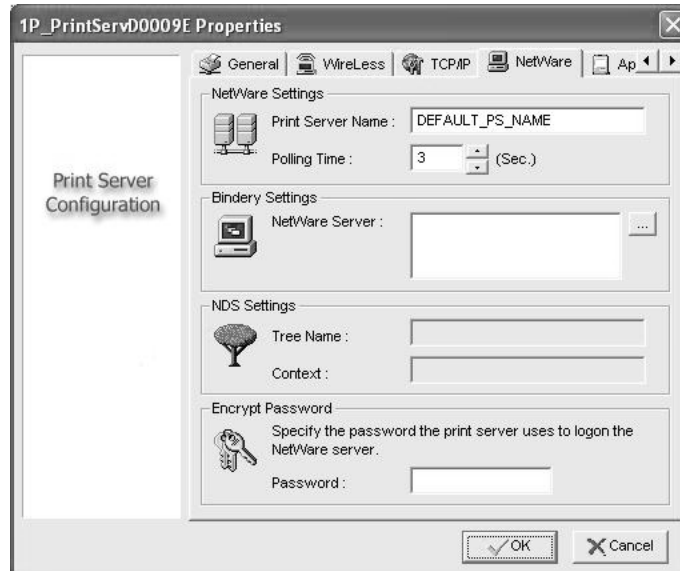 1P_PrintServD0009E Properties
General WireLess TCP/IP NetWare Ap
Print Server
Configuration
NetWare Settings
Print Server Name : DEFAULT_PS_NAME
Polling Time : 3 (Sec.)
Bindery Settings
NetWare Server : ...
NDS Settings
Tree Name :
Context :
Encrypt Password
Specify the password the print server uses to logon the
NetWare server.
Password :
OK Cancel